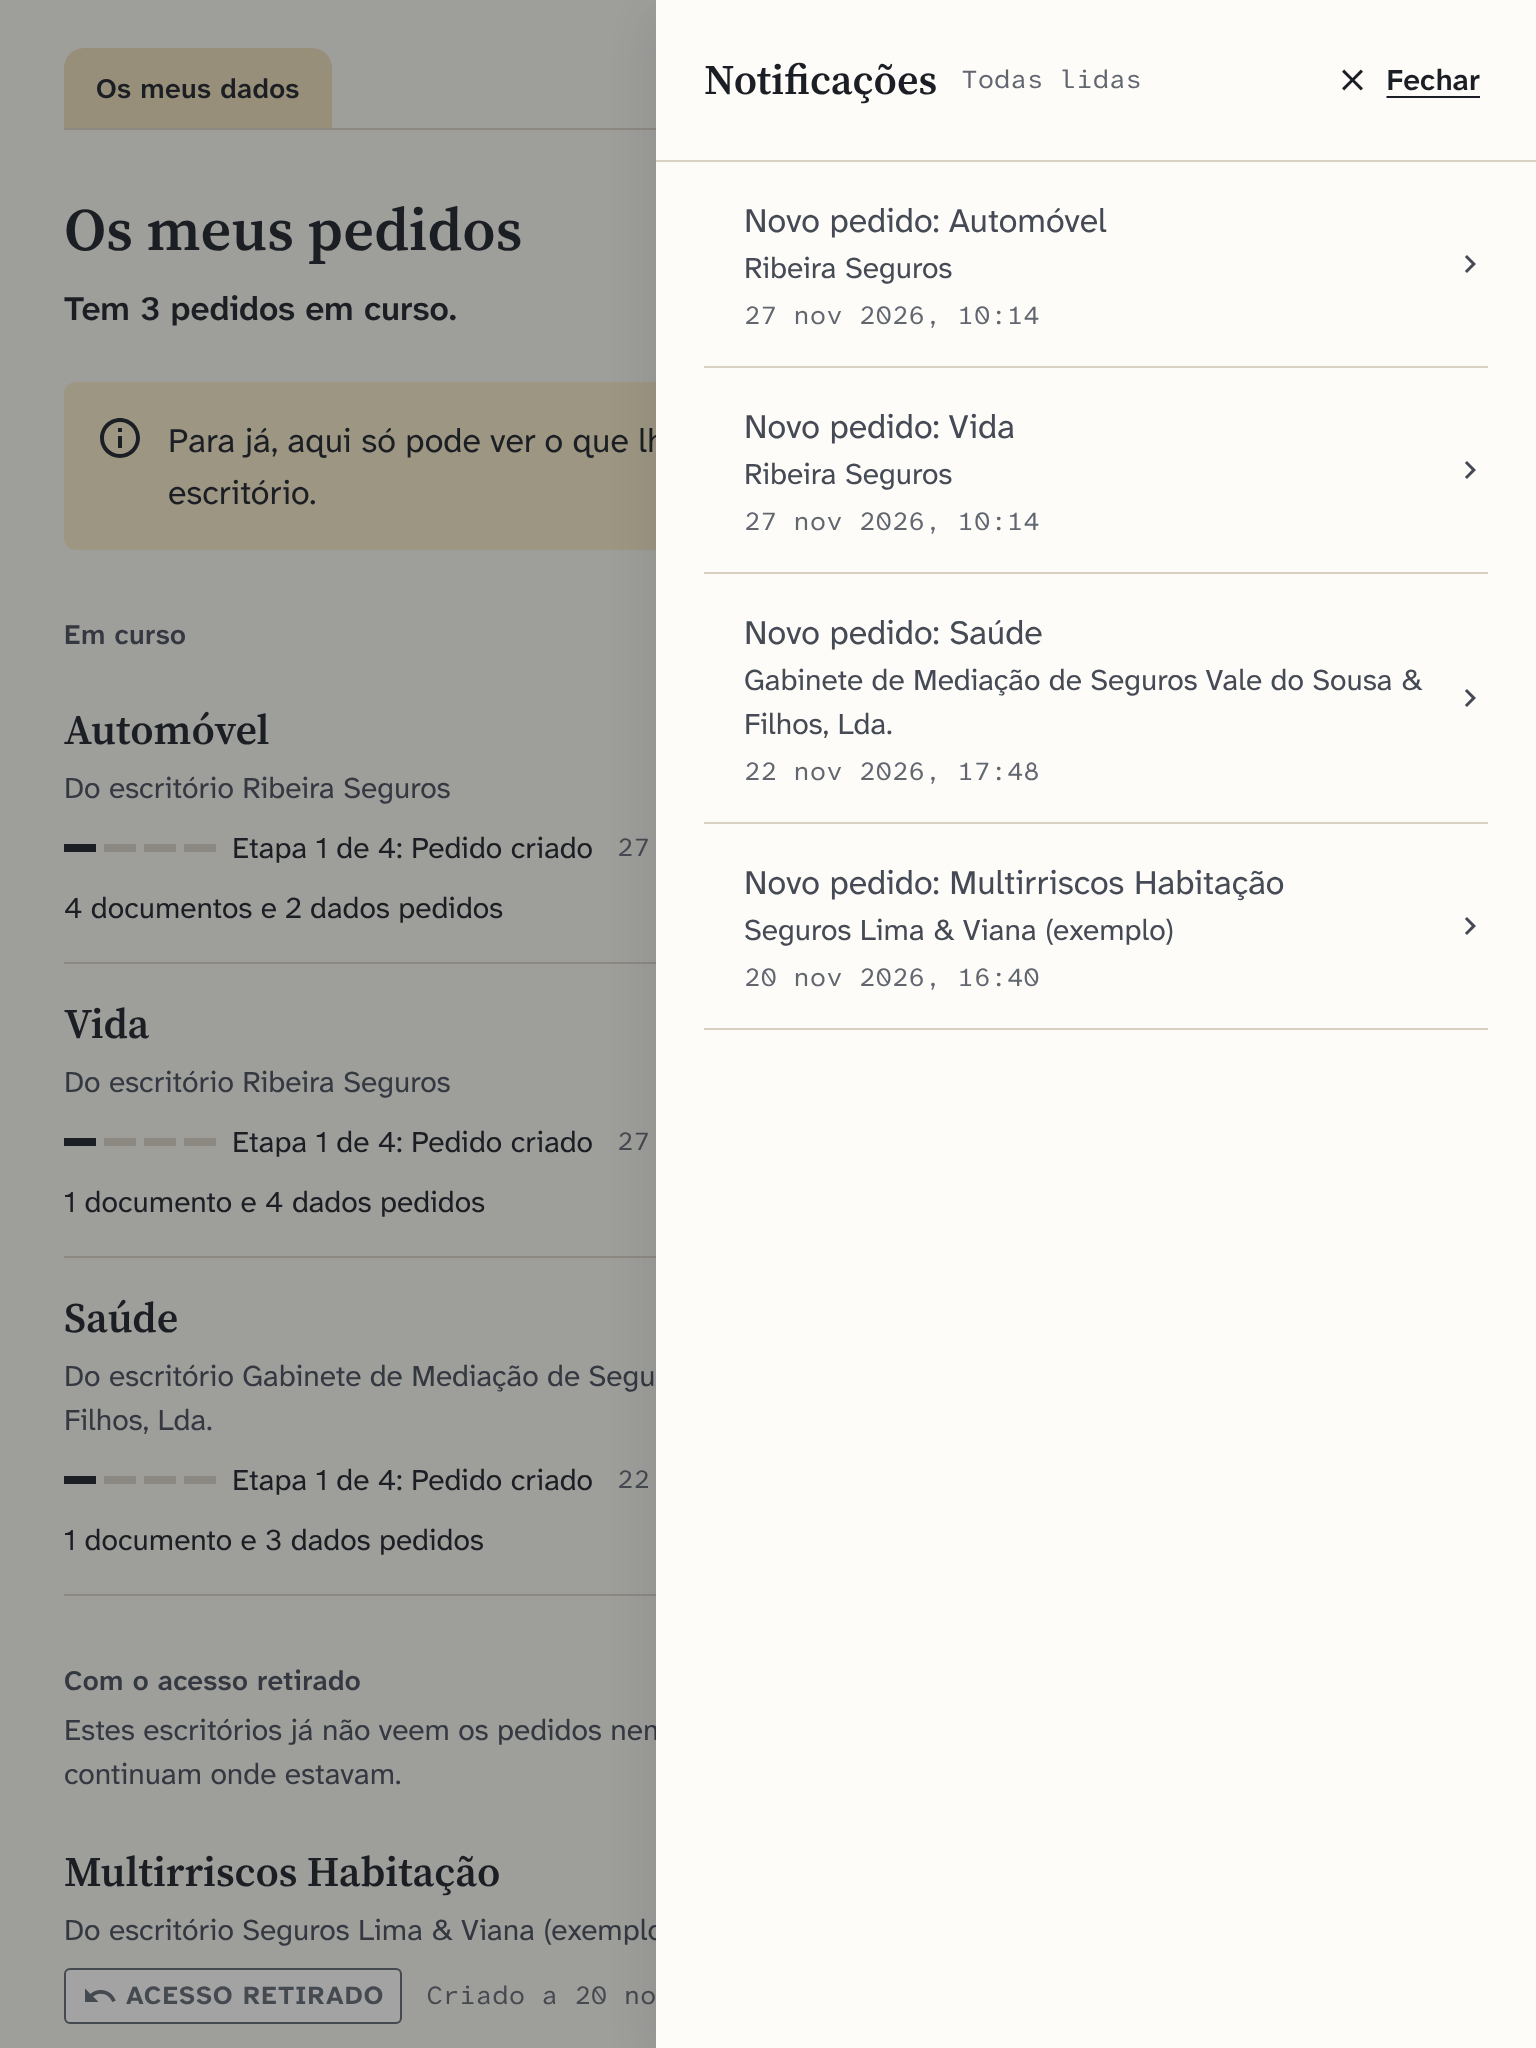 Os meus dados
Os meus pedidos
Tem 3 pedidos em curso.
Para já, aqui só pode ver o que
escritório.
Em curso
Automóvel
Do escritório Ribeira Seguros
Etapa 1 de 4: Pedido criado 27
4 documentos e 2 dados pedidos
Vida
Do escritório Ribeira Seguros
Etapa 1 de 4: Pedido criado 27
1 documento e 4 dados pedidos
Saúde
Do escritório Gabinete de Mediação de
Filhos, Lda.
Etapa 1 de 4: Pedido criado 22
1 documento e 3 dados pedidos
Com o acesso retirado
Estes escritórios já não veem os pedidos
continuam onde estavam.
Multirriscos Habitação
Do escritório Seguros Lima & Viana (exemplo
ACESSO RETIRADO Criado a 20
Notificações Todas lidas Fechar
Novo pedido: Automóvel
Ribeira Seguros
27 nov 2026, 10:14
Novo pedido: Vida
Ribeira Seguros
27 nov 2026, 10:14
Novo pedido: Saúde
Gabinete de Mediação de Seguros Vale do Sousa &
Filhos, Lda.
22 nov 2026, 17:48
Novo pedido: Multirriscos Habitação
Seguros Lima & Viana (exemplo)
20 nov 2026, 16:40